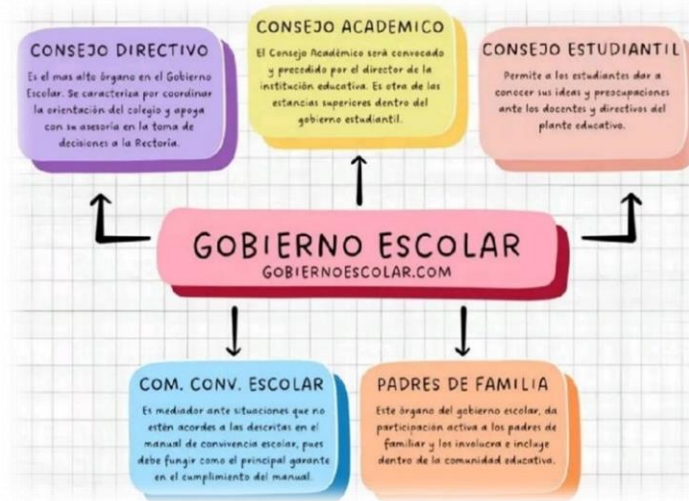 CONSEJO DIRECTIVO
Es el mas alto órgano en el Gobierno
Escolar. Se caracteriza por coordinar
la orientación del colegio y apoya
con su asesoría en la toma de
decisiones a la Rectoría.
CONSEJO ACADEMICO
El Consejo Académico será convocado
y precedido por el director de la
institución educativa. Es otra de las
estancias superiores dentro del
gobierno estudiantil.
CONSEJO ESTUDIANTIL
Permite a los estudiantes dar a
conocer sus ideas y preocupaciones
ante los docentes y directivos del
plante educativo.
GOBIERNO ESCOLAR
GOBIERNOESCOLAR.COM
COM. CONV. ESCOLAR
Es mediador ante situaciones que no
estén acordes a las descritas en el
manual de convivencia escolar, pues
debe fungir como el principal garante
en el cumplimiento del manual.
PADRES DE FAMILIA
Este órgano del gobierno escolar, da
participación activa a los padres de
familiar y los involucra e incluye
dentro de la comunidad educativa.